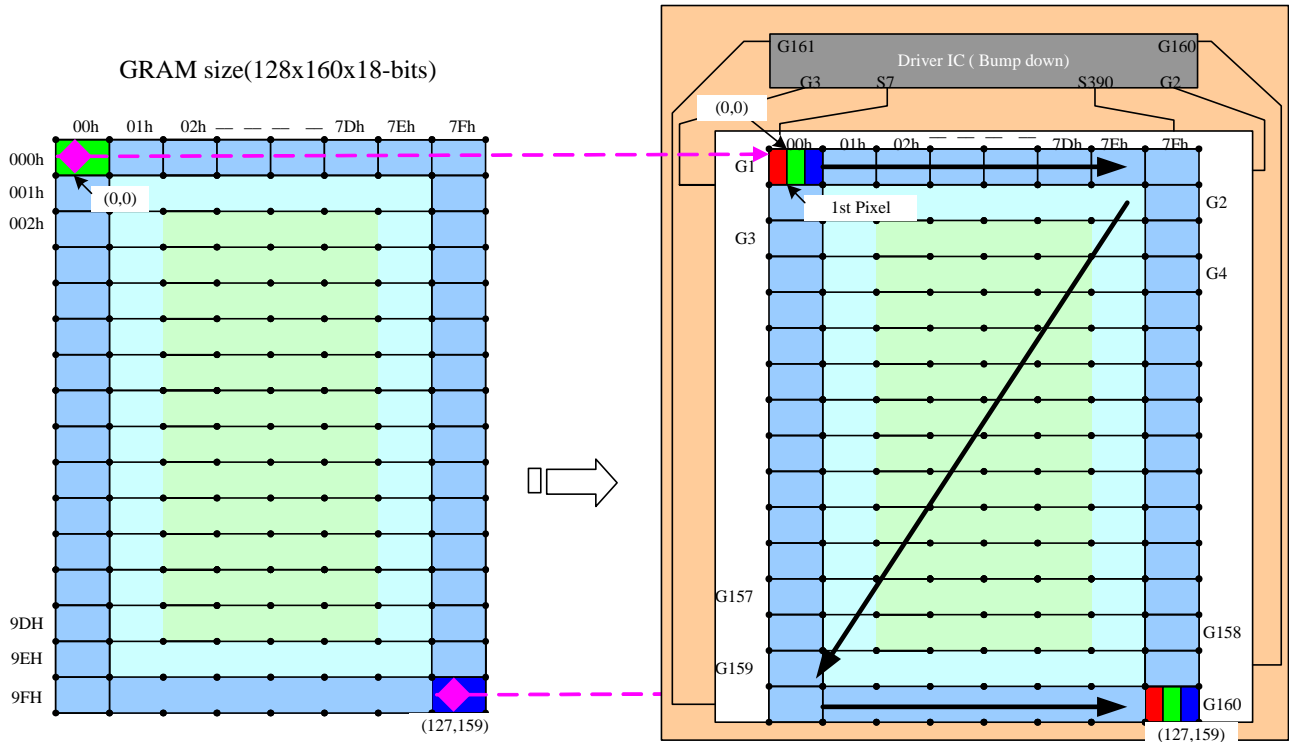 GRAM size(128x160x18-bits)
00h 01h 02h 7Dh 7Eh 7Fh
000h
(0,0)
001h
002h
9DH
9EH
9FH
(127,159)
G161 G160
Driver IC ( Bump down)
G3 S7 S390 G2
(0,0)
00h 01h 02h 7Dh 7Eh 7Fh
G1
1st Pixel
G2
G3
G4
G157
G158
G159
G160
(127,159)